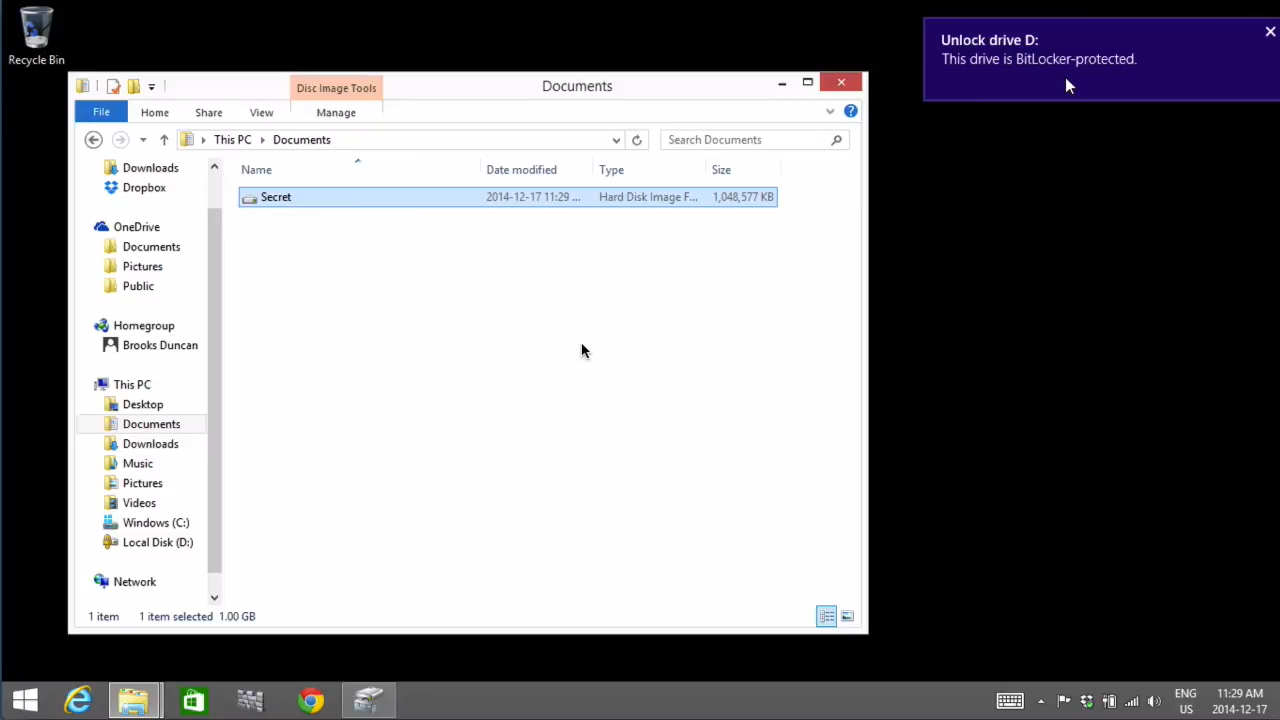 Recycle Bin
Unlock drive D:
This drive is BitLocker-protected.
Disc Image Tools
Documents
File
Home
Share
View
Manage
This PC
Documents
Search Documents
Downloads
Dropbox
OneDrive
Documents
Pictures
Public
Homegroup
Brooks Duncan
This PC
Desktop
Documents
Downloads
Music
Pictures
Videos
Windows (C:)
Local Disk (D:)
Network
Name
Date modified
Type
Size
Secret
2014-12-17 11:29 ...
Hard Disk Image F...
1,048,577 KB
1 item
1 item selected 1.00 GB
ENG
US
11:29 AM
2014-12-17